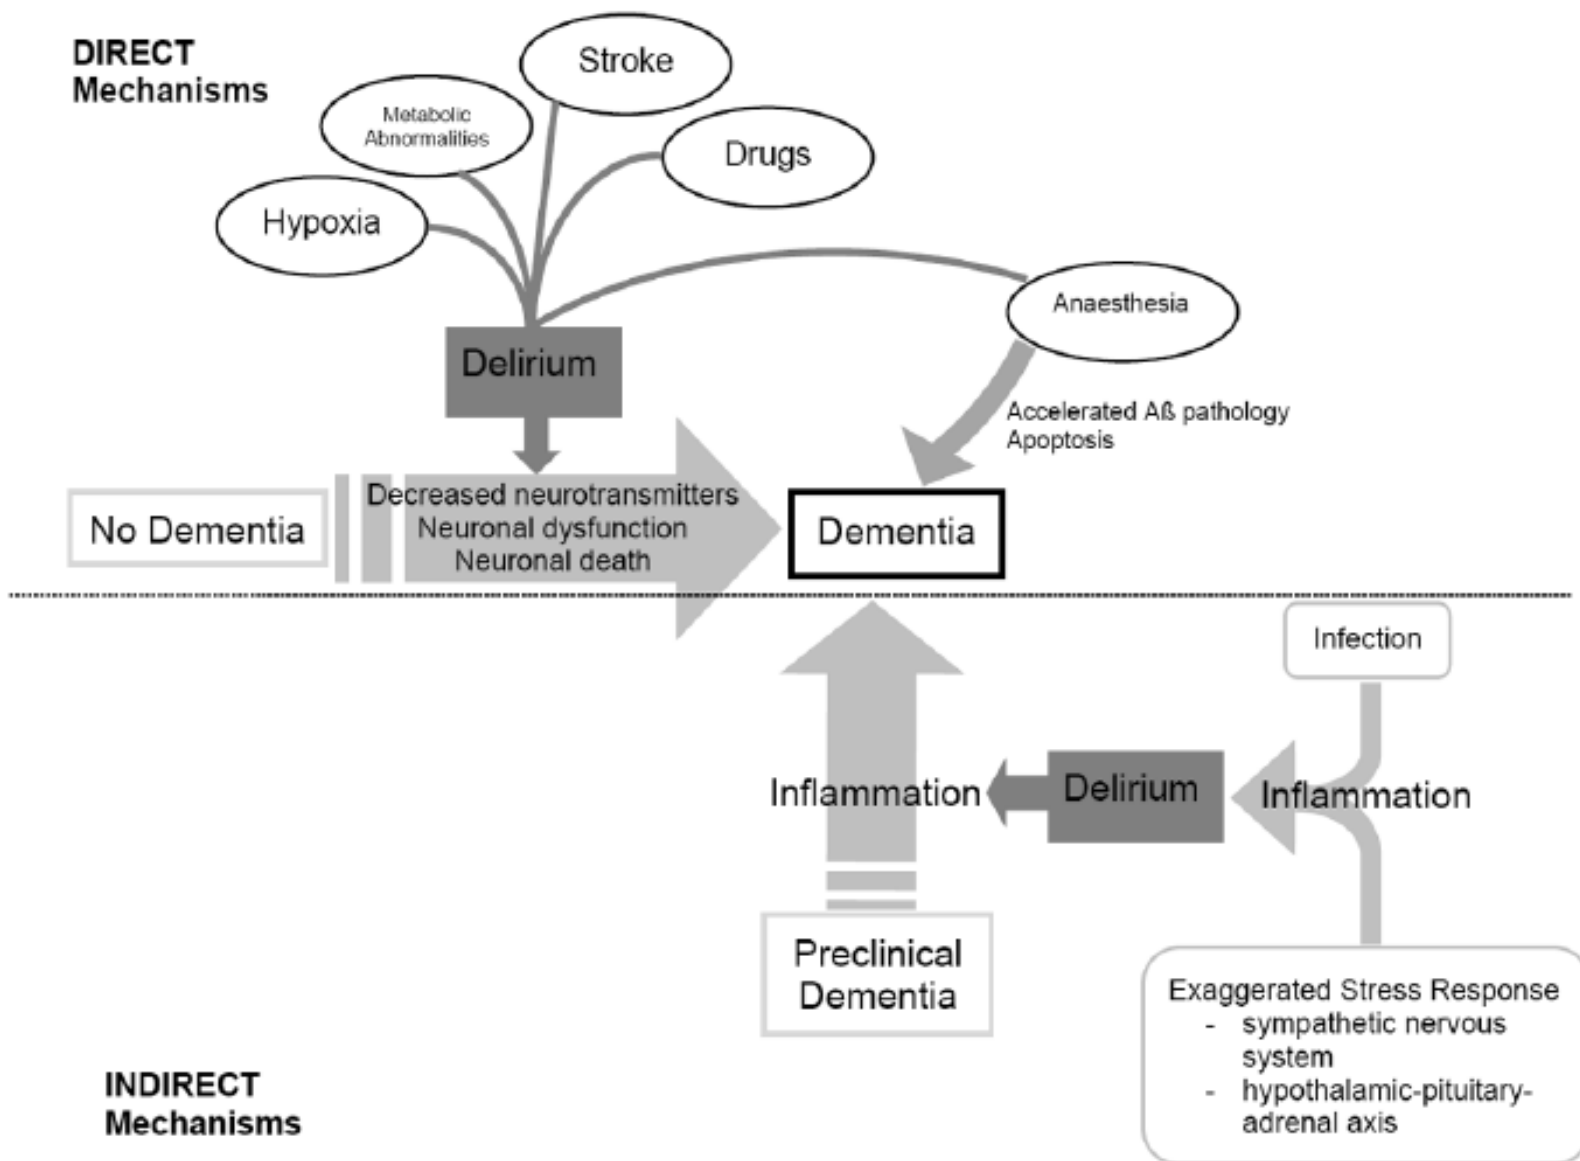 DIRECT
Mechanisms
Stroke
Metabolic
Abnormalities
Drugs
Hypoxia
Anaesthesia
Delirium
Accelerated Aß pathology
Apoptosis
No Dementia
Decreased neurotransmitters
Neuronal dysfunction
Neuronal death
Dementia
Infection
Inflammation
Delirium
Inflammation
Preclinical
Dementia
Exaggerated Stress Response
- sympathetic nervous
system
- hypothalamic-pituitary-
adrenal axis
INDIRECT
Mechanisms